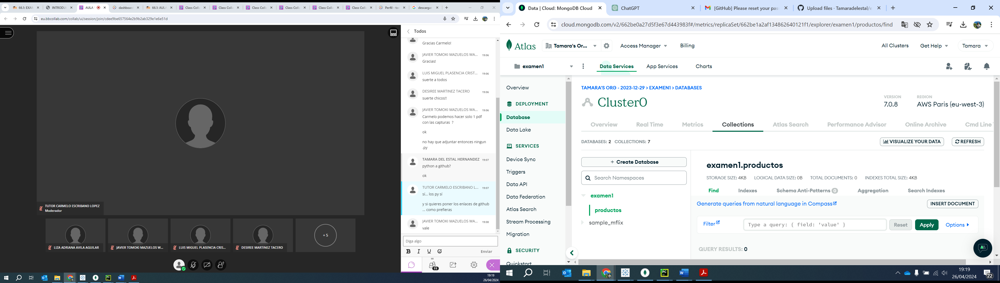 66.1: EXAM
INTRODUC
AULA
dashboard
66.1: AULA
Class Colla
Class Colla
Class Colla
Class Colla
Class Colla
Class Colla
Perfil - tar
descargar
eu.bbcollab.com/collab/ui/session/join/cdee9be657564e2b9b2ab329e1e6e51d
Todos
Gracias Carmelo!
JAVIER TOMOKI MAZUELOS WA... 19:06
Gracias!
LUIS MIGUEL PLASENCIA CRIST... 19:06
suerte a todos
DESIREE MARTINEZ TACERO 19:06
suerte chicos!!
JAVIER TOMOKI MAZUELOS WA... 19:06
Carmelo podemos hacer solo 1 pdf
con las capturas ?
ok
no hay que adjuntar entonces ningun
.py
TAMARA DEL ESTAL HERNANDEZ 19:07
python a github?
ok
TUTOR CARMELO ESCRIBANO L... 19:07
sí... los py sí
y si quieres poner los enlaces de github
... como prefieras
JAVIER TOMOKI MAZUELOS WA... 19:08
vale
Diga algo
B I U
Enviar
11
TUTOR CARMELO ESCRIBANO LOPEZ
Moderador
LIZA ADRIANA AVILA AGUILAR
JAVIER TOMOKI MAZUELOS W...
LUIS MIGUEL PLASENCIA CRIS...
DESIREE MARTINEZ TACERO
+ 5
19:19
26/04/2024
Data | Cloud: MongoDB Cloud
ChatGPT
[GitHub] Please reset your pas
Upload files · Tamaradelestal/e
cloud.mongodb.com/v2/662be0a27d5f3e67d443983f#/metrics/replicaSet/662be1a2af134862640121f1/explorer/examen1/productos/find
Atlas
Tamara's Or...
Access Manager
Billing
All Clusters
Get Help
Tamara
examen1
Data Services
App Services
Charts
Overview
DEPLOYMENT
Database
Data Lake
SERVICES
Device Sync
Triggers
Data API
Data Federation
Atlas Search
Stream Processing
Migration
SECURITY
Quickstart
TAMARA'S ORG - 2023-12-29 > EXAMEN1 > DATABASES
Cluster0
VERSION
7.0.8
REGION
AWS Paris (eu-west-3)
Overview
Real Time
Metrics
Collections
Atlas Search
Performance Advisor
Online Archive
Cmd Line
DATABASES: 2 COLLECTIONS: 7
VISUALIZE YOUR DATA
REFRESH
+ Create Database
Search Namespaces
examen1
productos
sample_mflix
examen1.productos
STORAGE SIZE: 4KB LOGICAL DATA SIZE: 0B TOTAL DOCUMENTS: 0 INDEXES TOTAL SIZE: 4KB
Find
Indexes
Schema Anti-Patterns 0
Aggregation
Search Indexes
Generate queries from natural language in Compass
INSERT DOCUMENT
Filter
Type a query: { field: 'value' }
Reset
Apply
Options
QUERY RESULTS: 0
19:19
26/04/2024
22